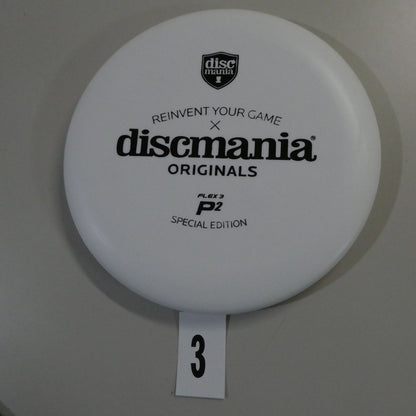 disc
mania
REINVENT YOUR GAME
X
discmania®
ORIGINALS
FLEX 3
P2
SPECIAL EDITION
3